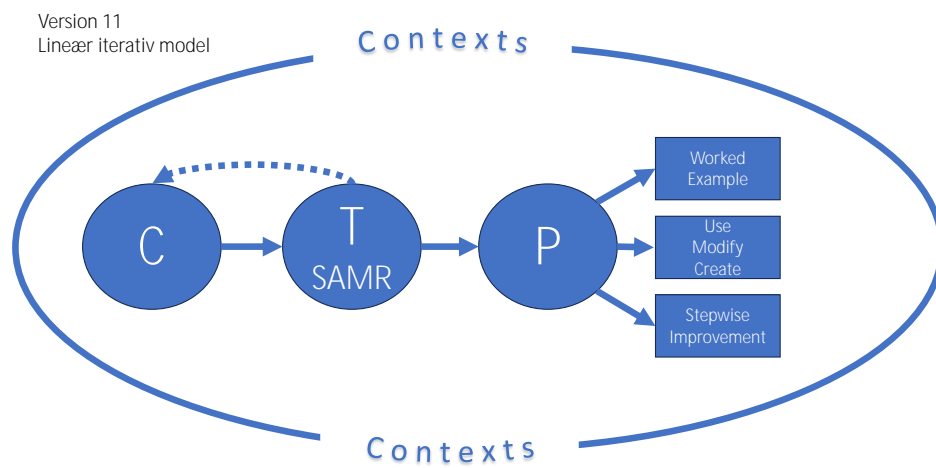 Version 11
Lineær iterativ model
Contexts
C
T
SAMR
P
Worked
Example
Use
Modify
Create
Stepwise
Improvement
Contexts